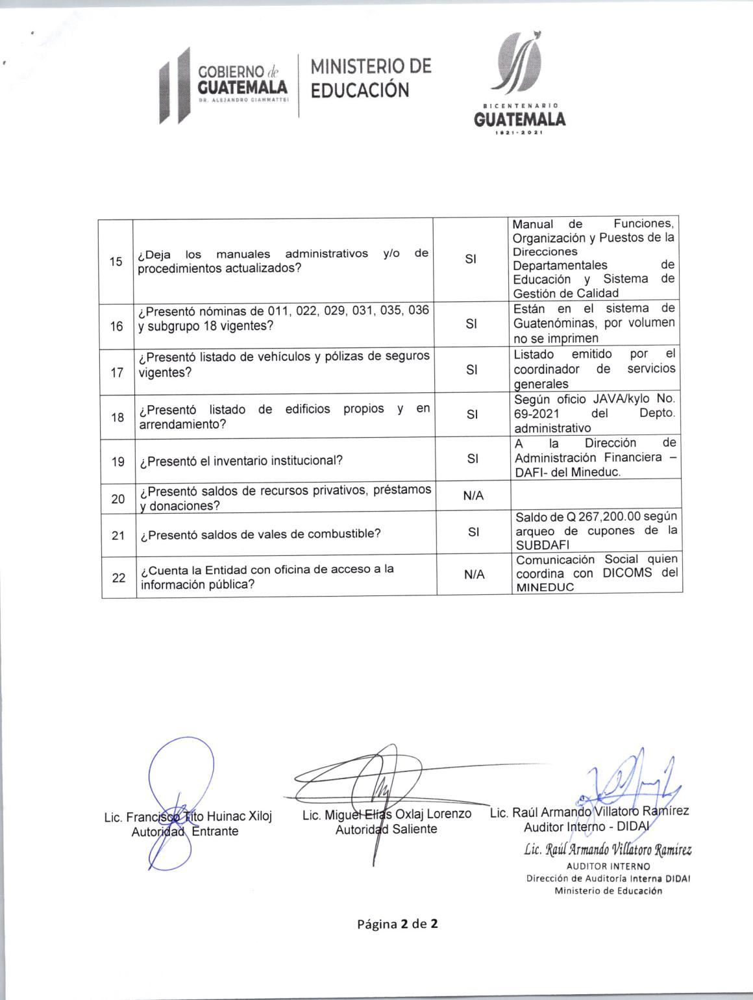 GOBIERNO de
GUATEMALA
DR. ALEJANDRO GIAMMATTEI
MINISTERIO DE
EDUCACIÓN
BICENTENARIO
GUATEMALA
1821-2021
15
¿Deja los manuales administrativos y/o de
procedimientos actualizados?
SI
Manual de Funciones,
Organización y Puestos de la
Direcciones
Departamentales de
Educación y Sistema de
Gestión de Calidad
16
¿Presentó nóminas de 011, 022, 029, 031, 035, 036
y subgrupo 18 vigentes?
SI
Están en el sistema de
Guatenóminas, por volumen
no se imprimen
17
¿Presentó listado de vehículos y pólizas de seguros
vigentes?
SI
Listado emitido por el
coordinador de servicios
generales
18
¿Presentó listado de edificios propios y en
arrendamiento?
SI
Según oficio JAVA/kylo No.
69-2021 del Depto.
administrativo
19
¿Presentó el inventario institucional?
SI
A la Dirección de
Administración Financiera –
DAFI- del Mineduc.
20
¿Presentó saldos de recursos privativos, préstamos
y donaciones?
N/A
21
¿Presentó saldos de vales de combustible?
SI
Saldo de Q 267,200.00 según
arqueo de cupones de la
SUBDAFI
22
¿Cuenta la Entidad con oficina de acceso a la
información pública?
N/A
Comunicación Social quien
coordina con DICOMS del
MINEDUC
Lic. Francisco Tito Huinac Xiloj
Autoridad Entrante
Lic. Miguel Elías Oxlaj Lorenzo
Autoridad Saliente
Lic. Raúl Armando Villatoro Ramírez
Auditor Interno - DIDAI
Lic. Raúl Armando Villatoro Ramírez
AUDITOR INTERNO
Dirección de Auditoría Interna DIDAI
Ministerio de Educación
Página 2 de 2